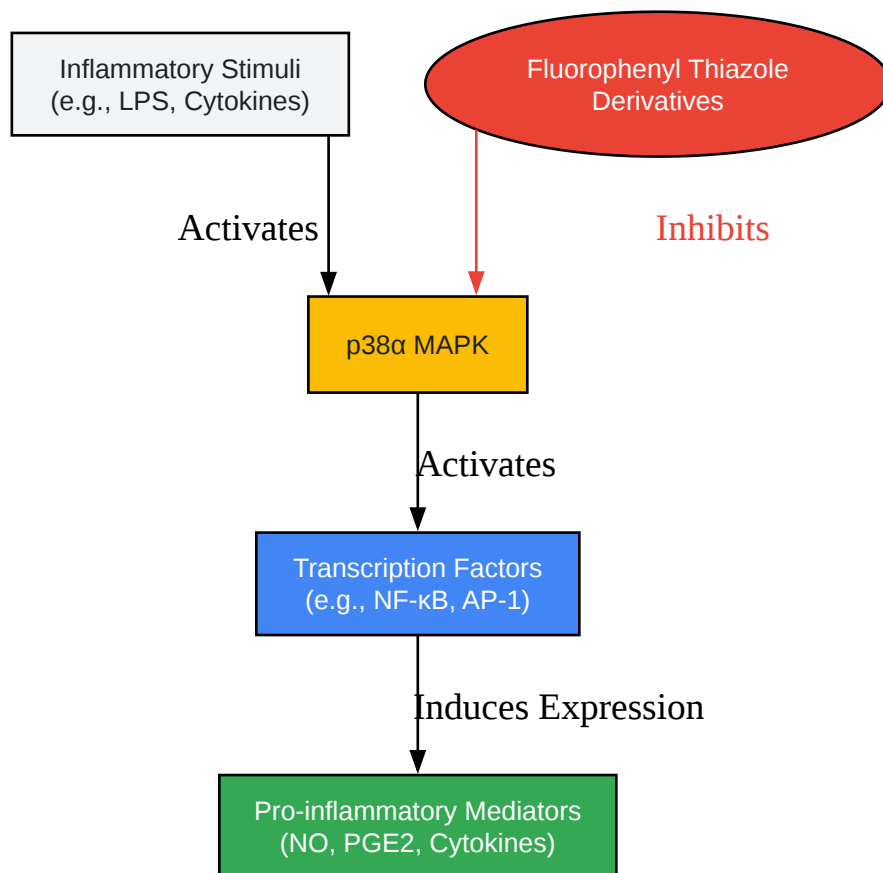 Inflammatory Stimuli
(e.g., LPS, Cytokines)
Fluorophenyl Thiazole
Derivatives
Activates
Inhibits
p38α MAPK
Activates
Transcription Factors
(e.g., NF-κB, AP-1)
Induces Expression
Pro-inflammatory Mediators
(NO, PGE2, Cytokines)